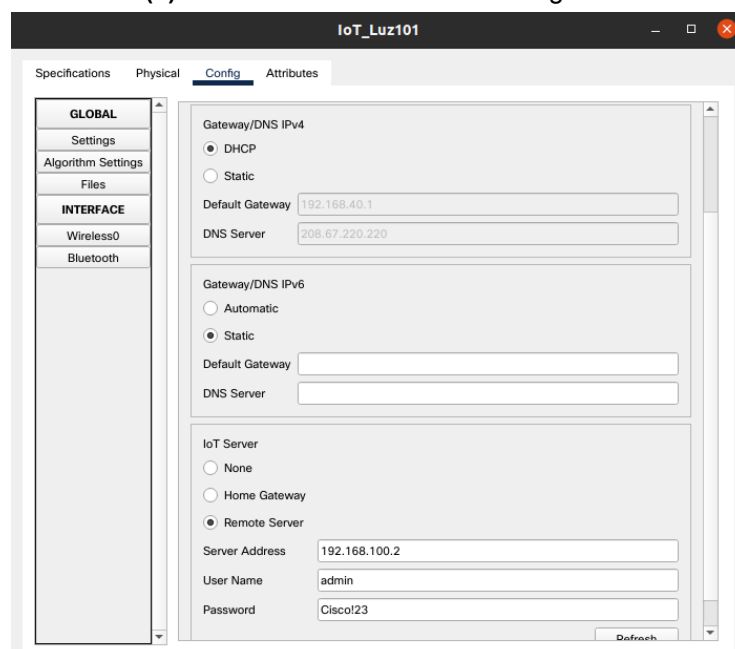 IoT_Luz101
Specifications Physical Config Attributes
GLOBAL
Settings
Algorithm Settings
Files
INTERFACE
Wireless0
Bluetooth
Gateway/DNS IPv4
DHCP
Static
Default Gateway 192.168.40.1
DNS Server 208.67.220.220
Gateway/DNS IPv6
Automatic
Static
Default Gateway
DNS Server
IoT Server
None
Home Gateway
Remote Server
Server Address 192.168.100.2
User Name admin
Password Cisco!23
Refresh